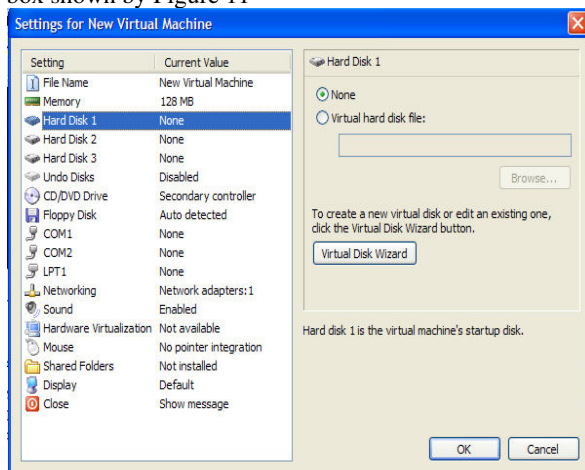 box shown by Figure 11
Settings for New Virtual Machine
Setting Current Value
File Name New Virtual Machine
Memory 128 MB
Hard Disk 1 None
Hard Disk 2 None
Hard Disk 3 None
Undo Disks Disabled
CD/DVD Drive Secondary controller
Floppy Disk Auto detected
COM1 None
COM2 None
LPT1 None
Networking Network adapters:1
Sound Enabled
Hardware Virtualization Not available
Mouse No pointer integration
Shared Folders Not installed
Display Default
Close Show message
Hard Disk 1
None
Virtual hard disk file:
Browse...
To create a new virtual disk or edit an existing one,
click the Virtual Disk Wizard button.
Virtual Disk Wizard
Hard disk 1 is the virtual machine's startup disk.
OK Cancel